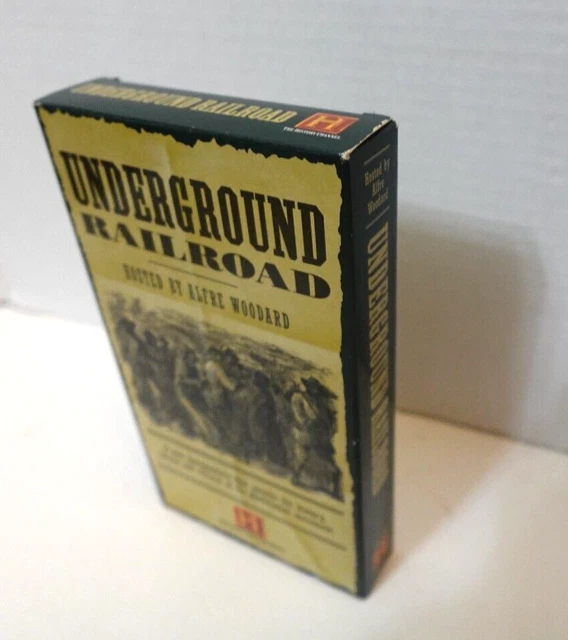 UNDERGROUND RAILROAD
H
THE HISTORY CHANNEL
UNDERGROUND
RAILROAD
HOSTED BY ALFRE WOODARD
H
Hosted by
Alfre
Woodard
UNDERGROUND RAILROAD